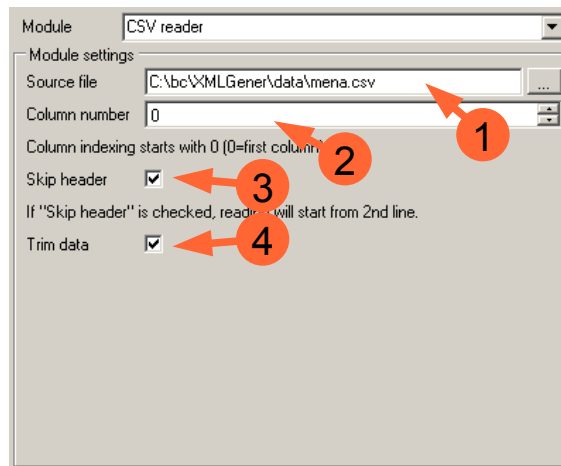 Module CSV reader
Module settings
Source file C:\bc\XMLGener\data\mena.csv ...
1
Column number 0
Column indexing starts with 0 (0=first column)
2
Skip header
3
If "Skip header" is checked, reading will start from 2nd line.
Trim data
4